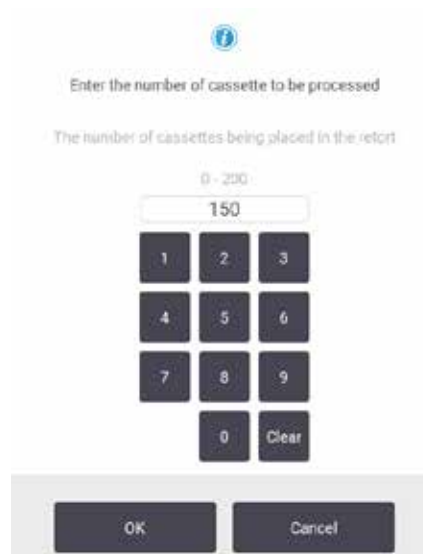 i
Enter the number of cassette to be processed
The number of cassettes being placed in the retort
0 - 200
150
1 2 3
4 5 6
7 8 9
0 Clear
OK Cancel